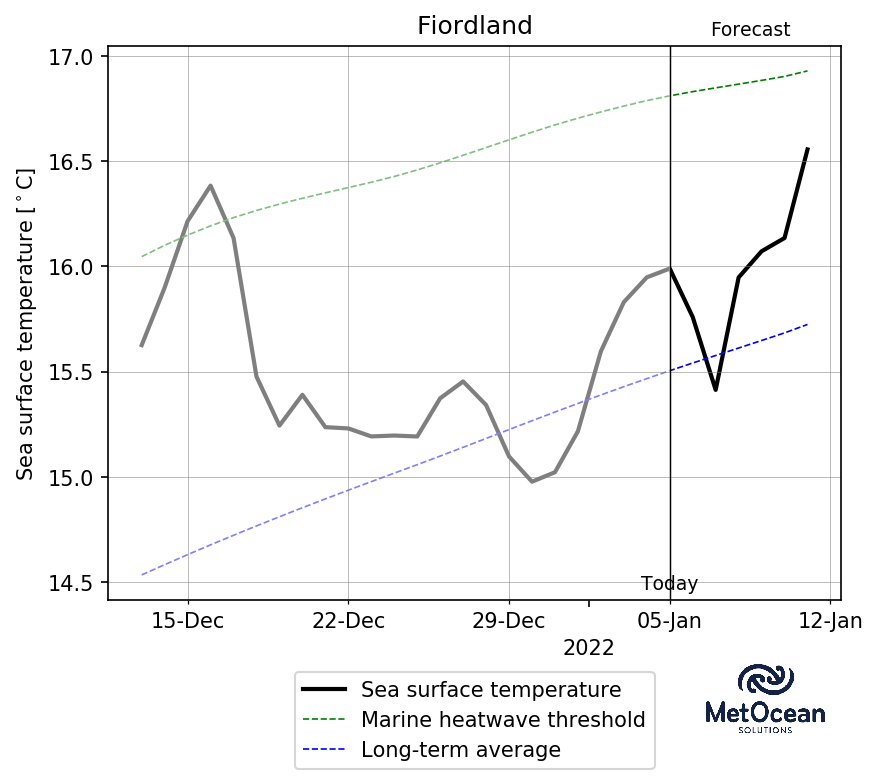 Fiordland
Forecast
Sea surface temperature [°C]
17.0
16.5
16.0
15.5
15.0
14.5
Today
15-Dec 22-Dec 29-Dec 05-Jan 12-Jan
2022
Sea surface temperature
Marine heatwave threshold
Long-term average
MetOcean
SOLUTIONS